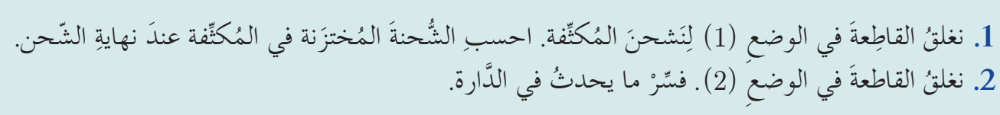 1. نغلقُ القاطِعةَ في الوضعِ (1) لِنَشحنَ المُكثِّفة. احسبِ الشُّحنةَ المُختزَنة في المُكثِّفة عندَ نهايةِ الشّحن.
2. نغلقُ القاطعةَ في الوضعِ (2). فسِّرْ ما يحدثُ في الدَّارة.